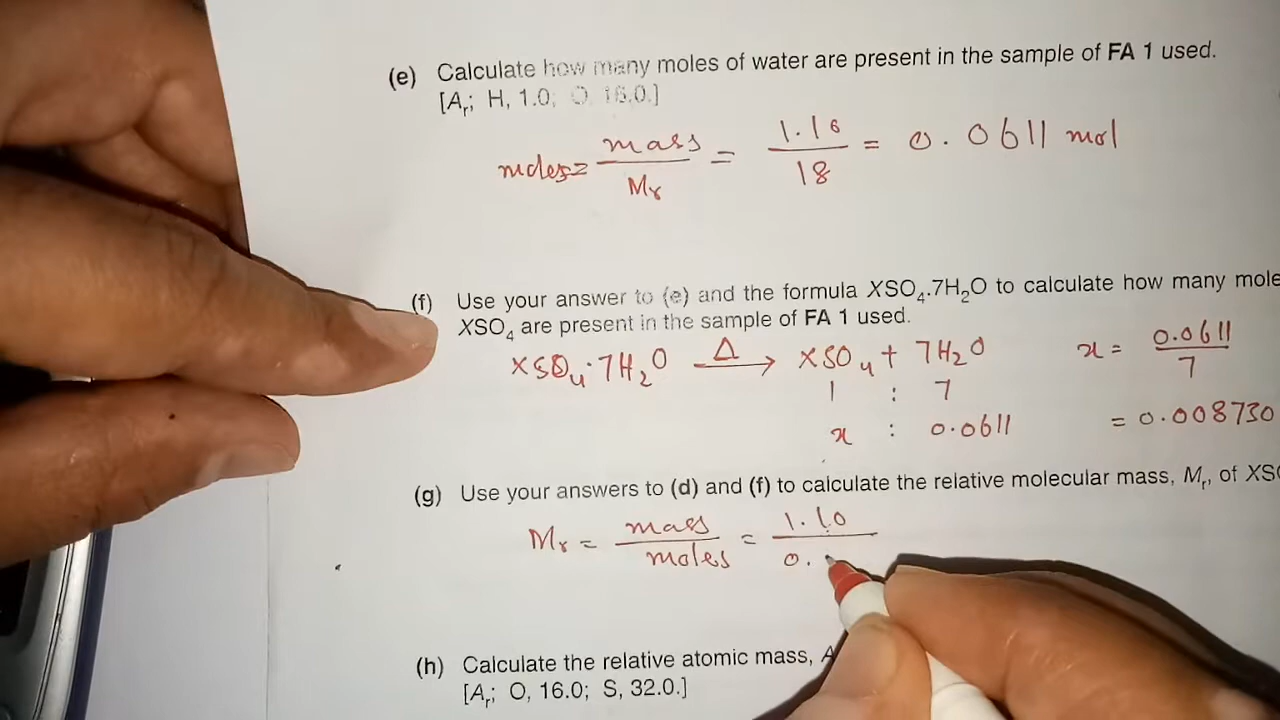 (e) Calculate how many moles of water are present in the sample of FA 1 used.
[Ar; H, 1.0; O 16.0.]
moles = mass/Mr = 1.10/18 = 0.0611 mol
(f) Use your answer to (e) and the formula XSO4.7H2O to calculate how many mole
XSO4 are present in the sample of FA 1 used.
XSO4.7H2O Δ→ XSO4 + 7H2O x = 0.0611/7
1 : 7
x : 0.0611 = 0.008730
(g) Use your answers to (d) and (f) to calculate the relative molecular mass, Mr, of XSO
Mr = mass/moles = 1.10/0.
(h) Calculate the relative atomic mass, A
[Ar; O, 16.0; S, 32.0.]